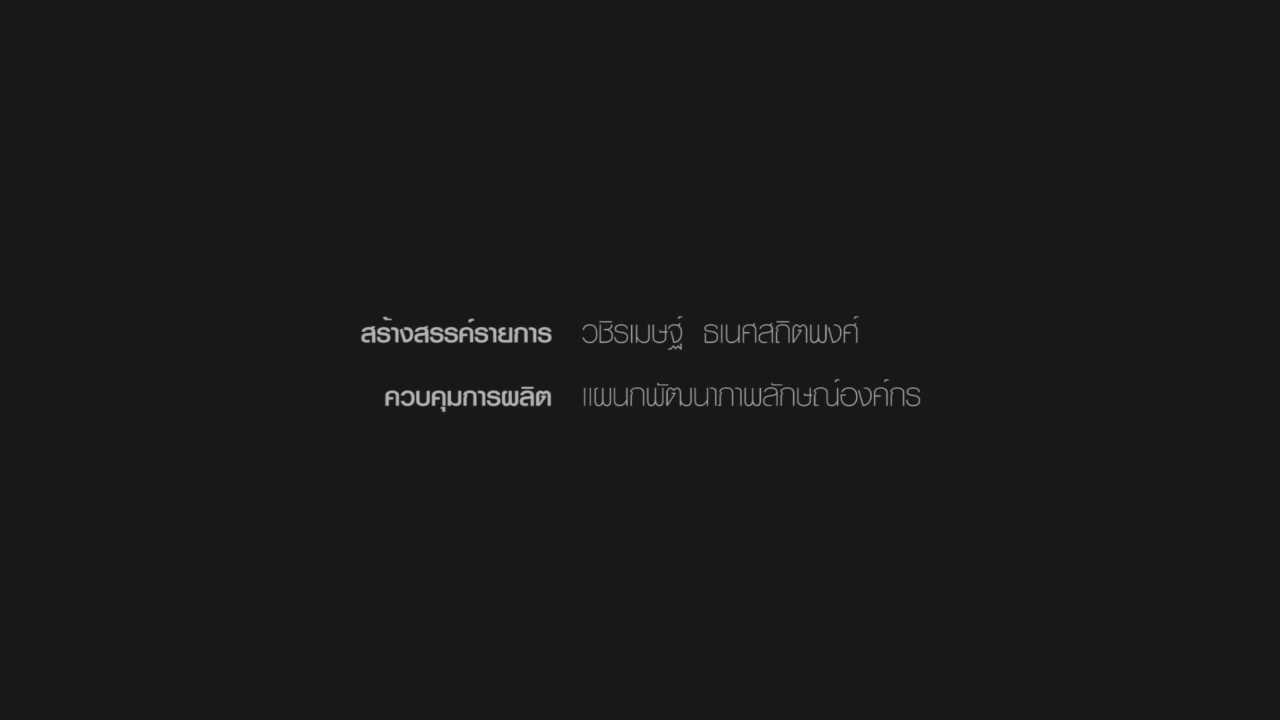 สร้างสรรค์รายการ วชิรเมษฐ์ ธเนศสถิตพงศ์
ควบคุมการผลิต แผนกพัฒนาภาพลักษณ์องค์กร